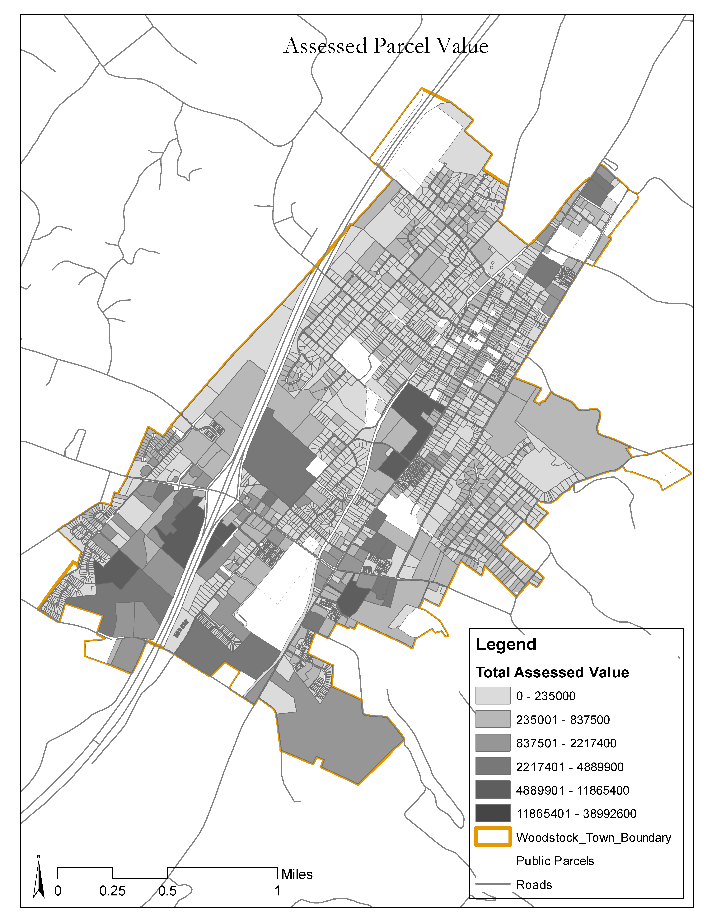 Assessed Parcel Value
Legend
Total Assessed Value
0 - 235000
235001 - 837500
837501 - 2217400
2217401 - 4889900
4889901 - 11865400
11865401 - 38992600
Woodstock_Town_Boundary
Public Parcels
Roads
Miles
0 0.25 0.5 1